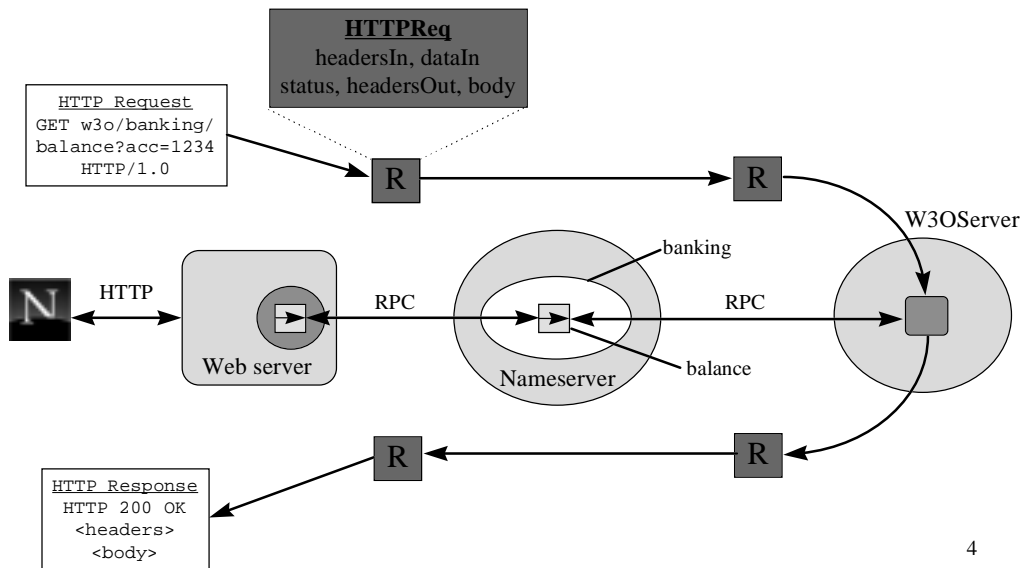 HTTPReq
headersIn, dataIn
status, headersOut, body
HTTP Request
GET w3o/banking/
balance?acc=1234
HTTP/1.0
R
R
W3OServer
banking
N
HTTP
RPC
RPC
Web server
Nameserver
balance
R
R
HTTP Response
HTTP 200 OK
<headers>
<body>
4